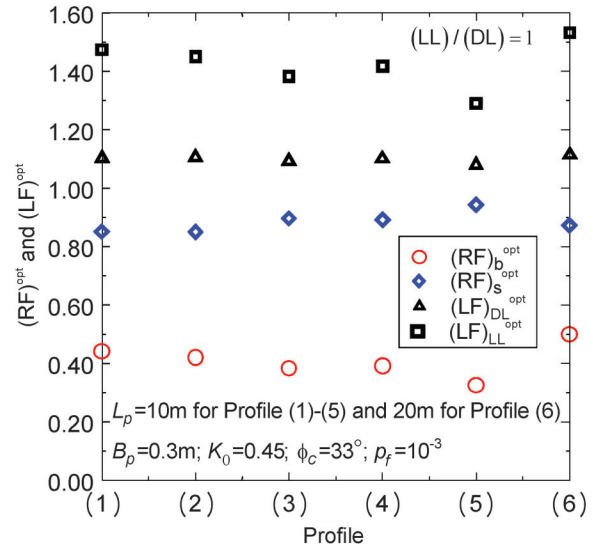 (LL) / (DL) = 1
1.60
1.40
1.20
1.00
0.80
0.60
0.40
0.20
0.00
(RF)^opt and (LF)^opt
(RF)_b^opt
(RF)_s^opt
(LF)_DL^opt
(LF)_LL^opt
L_p=10m for Profile (1)-(5) and 20m for Profile (6)
B_p=0.3m; K_0=0.45; ϕ_c=33°; p_f=10^-3
(1) (2) (3) (4) (5) (6)
Profile